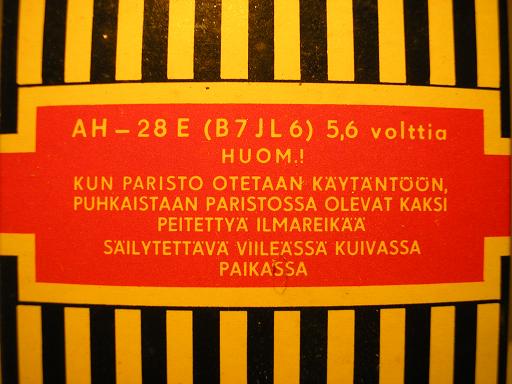 AH – 28 E (B7JL6) 5,6 volttia
HUOM.!
KUN PARISTO OTETAAN KÄYTÄNTÖÖN,
PUHKAISTAAN PARISTOSSA OLEVAT KAKSI
PEITETTYÄ ILMAREIKÄÄ
SÄILYTETTÄVÄ VIILEÄSSÄ KUIVASSA
PAIKASSA